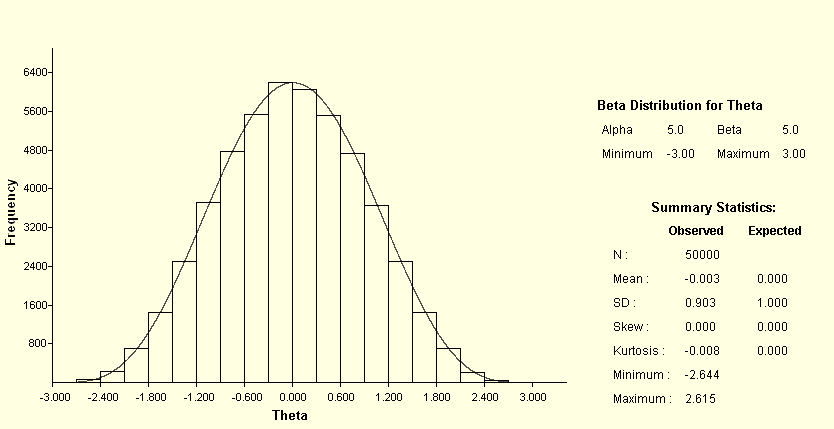 6400
5600
4800
4000
3200
2400
1600
800
Frequency
-3.000 -2.400 -1.800 -1.200 -0.600 0.000 0.600 1.200 1.800 2.400 3.000
Theta
Beta Distribution for Theta
Alpha 5.0 Beta 5.0
Minimum -3.00 Maximum 3.00
Summary Statistics:
Observed Expected
N : 50000
Mean : -0.003 0.000
SD : 0.903 1.000
Skew : 0.000 0.000
Kurtosis : -0.008 0.000
Minimum : -2.644
Maximum : 2.615